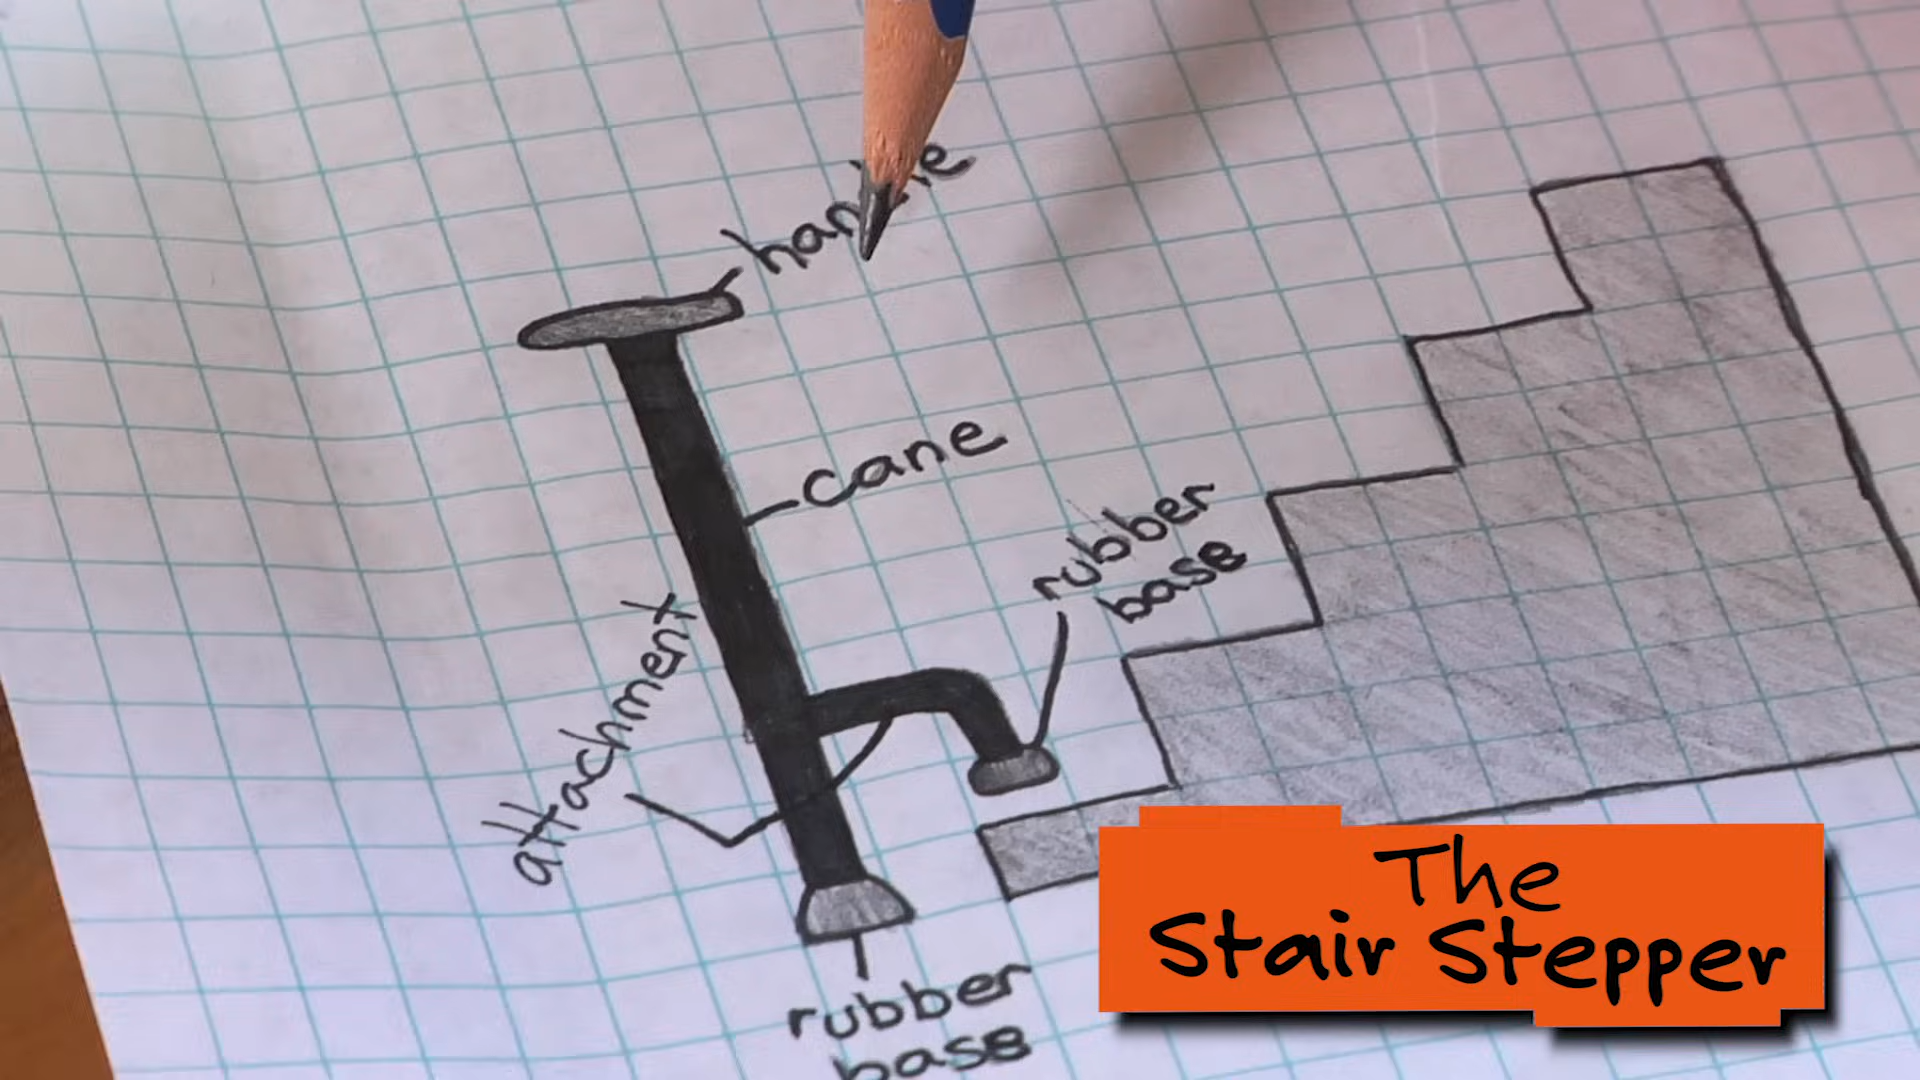 handle
cane
rubber
base
attachment
rubber
base
The
Stair Stepper